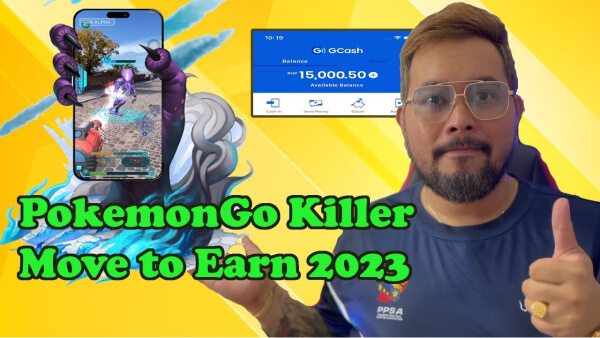 10:19
GCash
Balance
PHP 15,000.50
Available Balance
Cash In
Send Money
PokemonGo Killer
Move to Earn 2023
PPSA